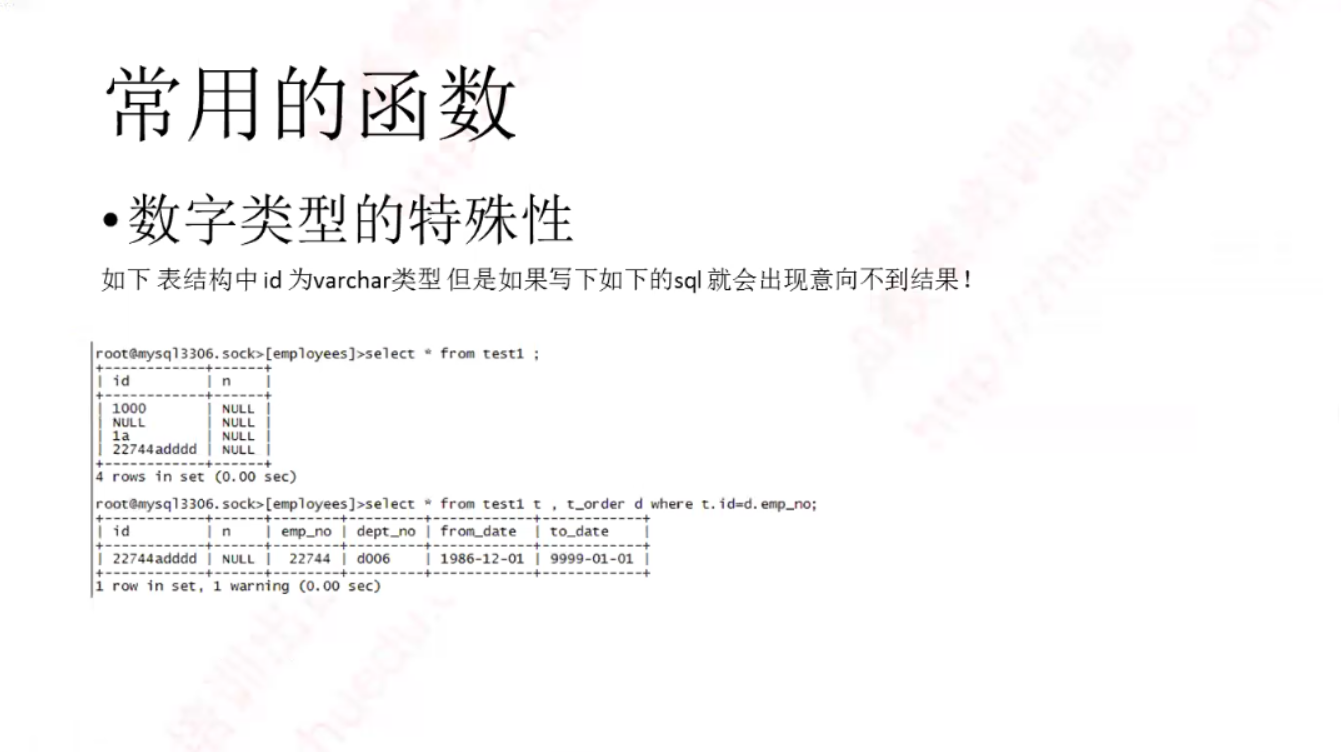 常用的函数
•数字类型的特殊性
如下 表结构中 id 为varchar类型 但是如果写下如下的sql 就会出现意向不到结果！
root@mysql3306.sock>[employees]>select * from test1 ;
+------------+------+
| id | n |
+------------+------+
| 1000 | NULL |
| NULL | NULL |
| 1a | NULL |
| 22744adddd | NULL |
+------------+------+
4 rows in set (0.00 sec)
root@mysql3306.sock>[employees]>select * from test1 t , t_order d where t.id=d.emp_no;
+------------+------+--------+---------+------------+------------+
| id | n | emp_no | dept_no | from_date | to_date |
+------------+------+--------+---------+------------+------------+
| 22744adddd | NULL | 22744 | d006 | 1986-12-01 | 9999-01-01 |
+------------+------+--------+---------+------------+------------+
1 row in set, 1 warning (0.00 sec)